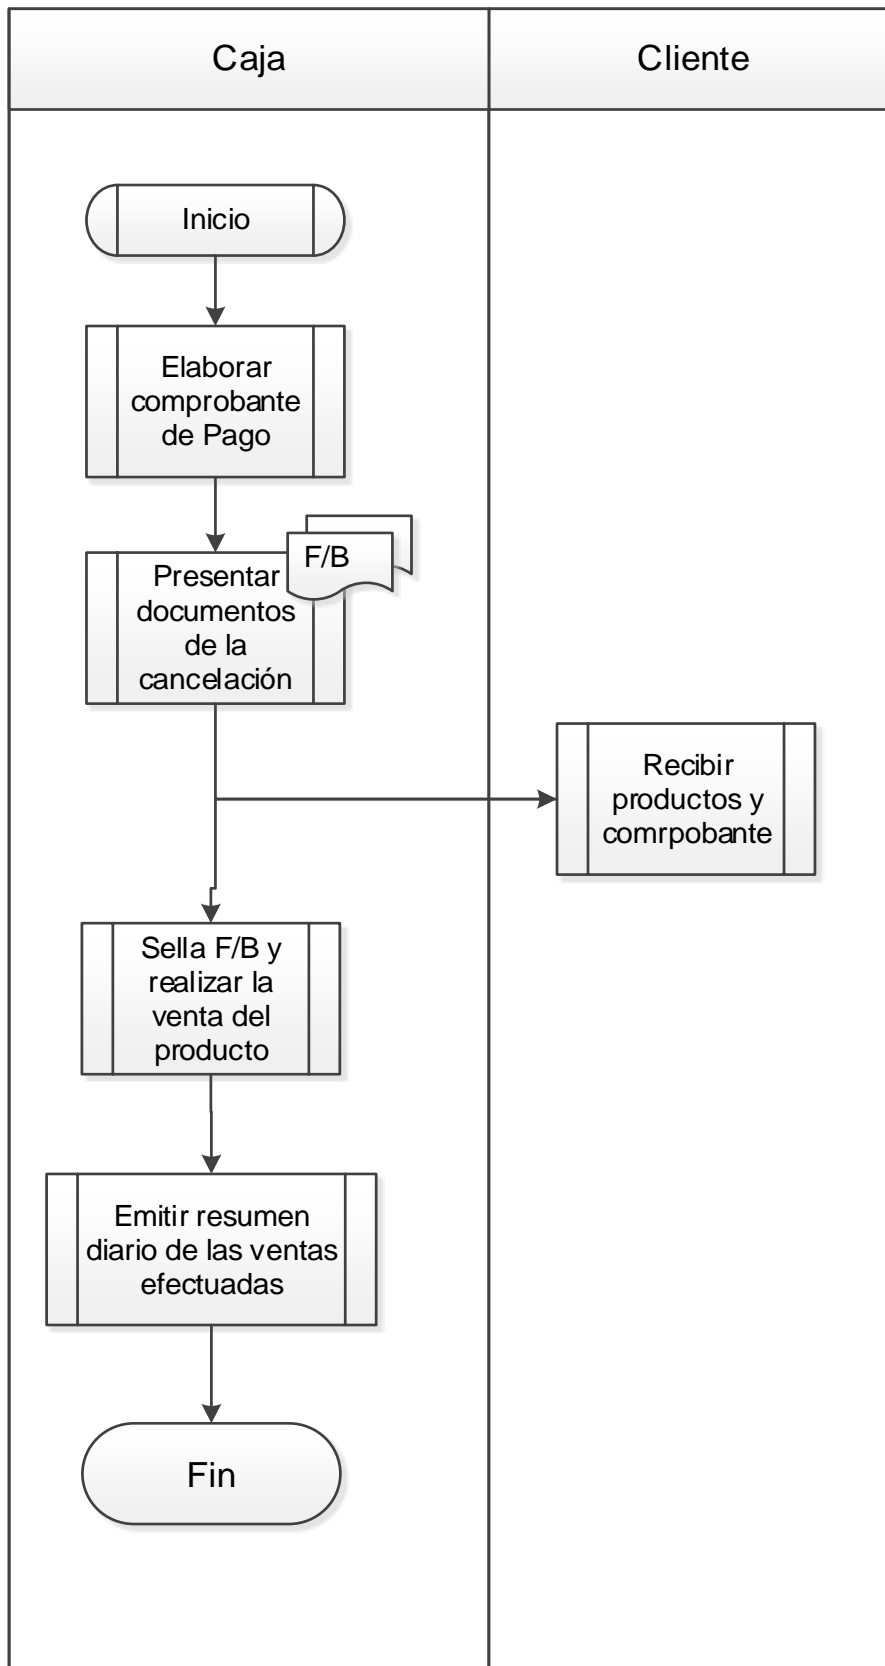 Caja
Cliente
Inicio
Elaborar
comprobante
de Pago
F/B
Presentar
documentos
de la
cancelación
Recibir
productos y
comrpobante
Sella F/B y
realizar la
venta del
producto
Emitir resumen
diario de las ventas
efectuadas
Fin